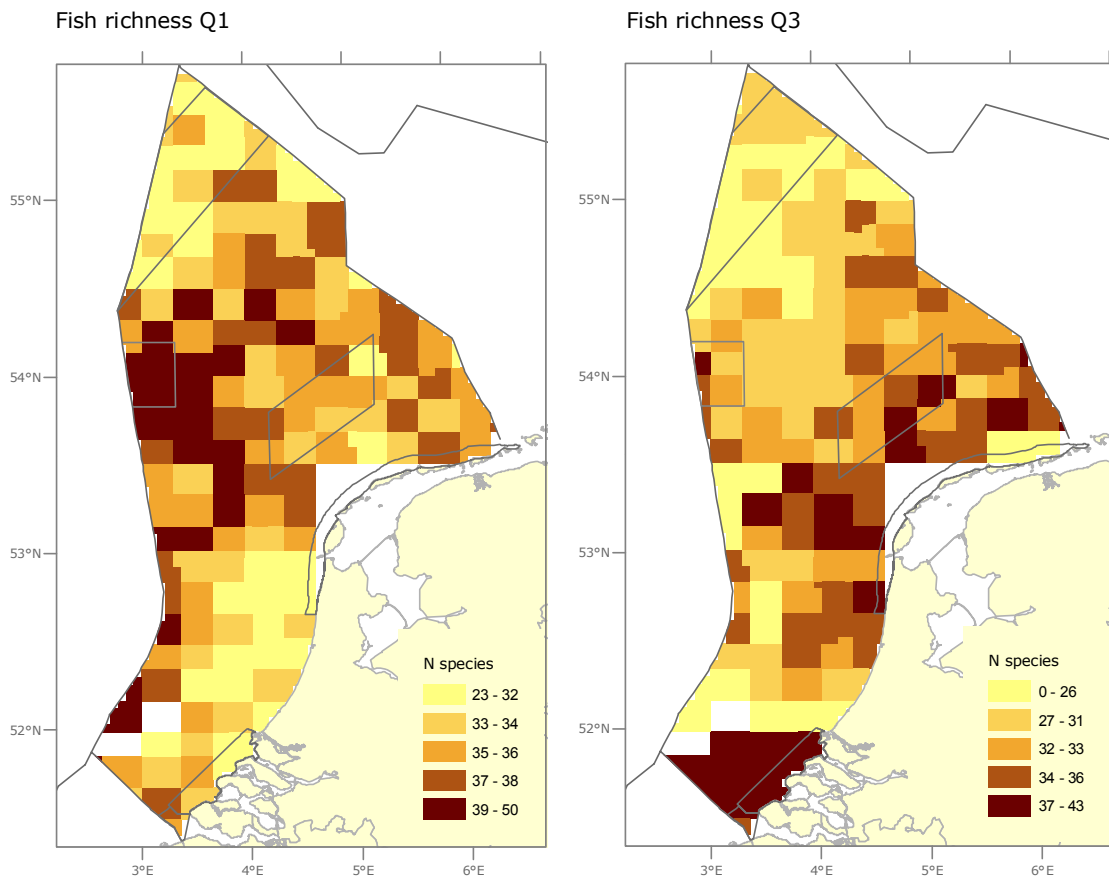 Fish richness Q1
55°N
54°N
53°N
52°N
3°E 4°E 5°E 6°E
N species
23 - 32
33 - 34
35 - 36
37 - 38
39 - 50
Fish richness Q3
55°N
54°N
53°N
52°N
3°E 4°E 5°E 6°E
N species
0 - 26
27 - 31
32 - 33
34 - 36
37 - 43